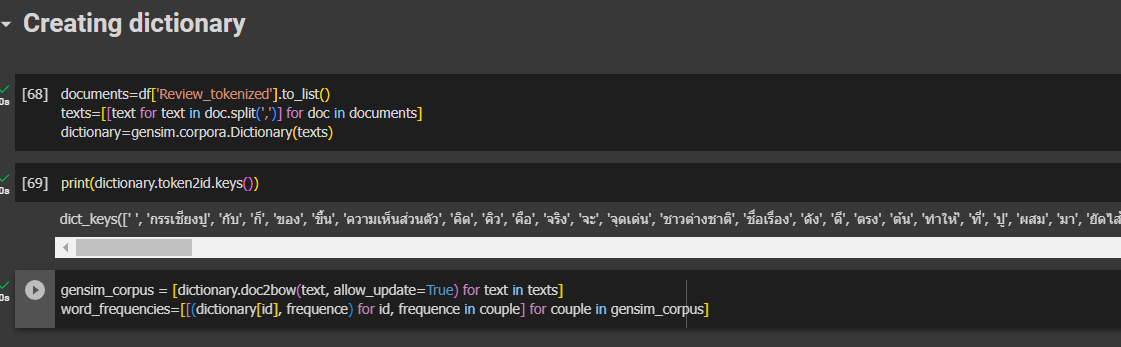 Creating dictionary
[68] documents=df['Review_tokenized'].to_list()
texts=[[text for text in doc.split(',')] for doc in documents]
dictionary=gensim.corpora.Dictionary(texts)
0s
[69] print(dictionary.token2id.keys())
0s
dict_keys([' ', 'กรรเชียงปู', 'กับ', 'ก็', 'ของ', 'ขึ้น', 'ความเห็นส่วนตัว', 'คิด', 'คิว', 'คือ', 'จริง', 'จะ', 'จุดเด่น', 'ชาวต่างชาติ', 'ชื่อเรื่อง', 'ดัง', 'ดี', 'ตรง', 'ต้น', 'ทำให้', 'ที่', 'ปู', 'ผสม', 'มา', 'ยัดไส้
gensim_corpus = [dictionary.doc2bow(text, allow_update=True) for text in texts]
0s
word_frequencies=[[(dictionary[id], frequence) for id, frequence in couple] for couple in gensim_corpus]